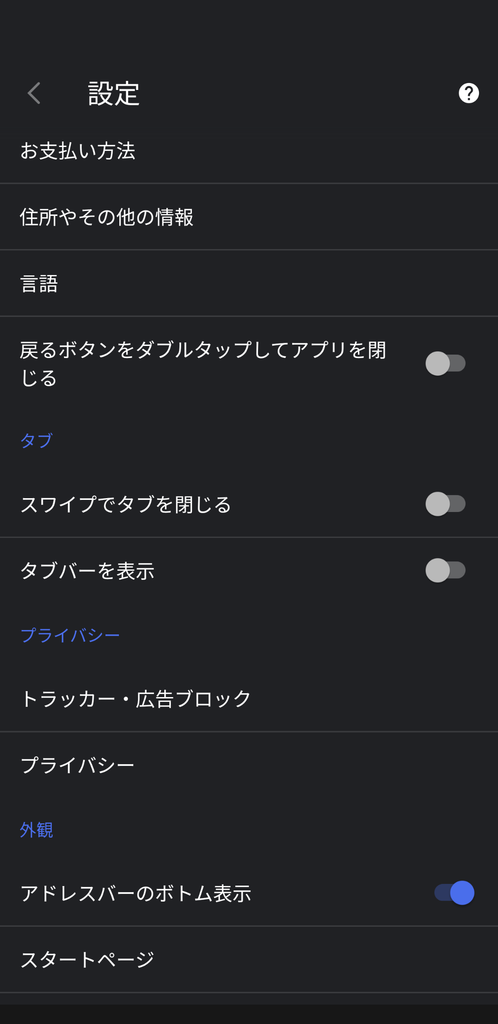 設定
お支払い方法
住所やその他の情報
言語
戻るボタンをダブルタップしてアプリを閉
じる
タブ
スワイプでタブを閉じる
タブバーを表示
プライバシー
トラッカー・広告ブロック
プライバシー
外観
アドレスバーのボトム表示
スタートページ